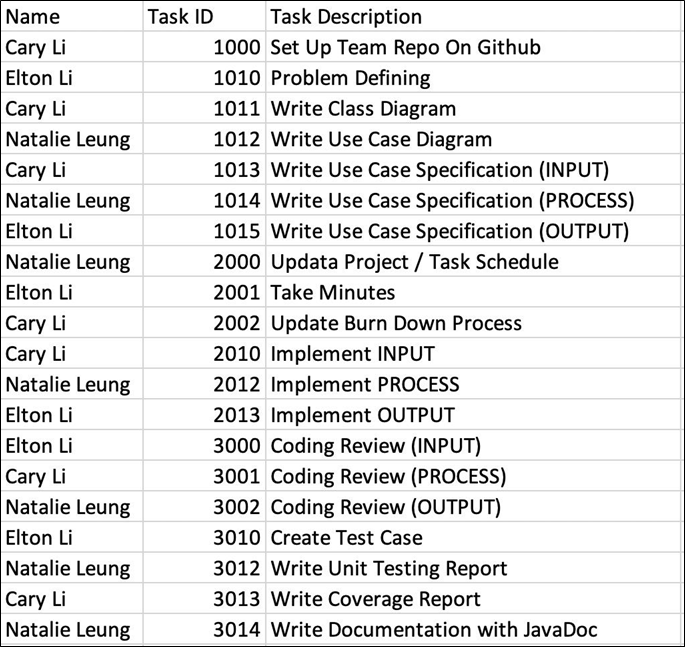 Name Task ID Task Description
Cary Li 1000 Set Up Team Repo On Github
Elton Li 1010 Problem Defining
Cary Li 1011 Write Class Diagram
Natalie Leung 1012 Write Use Case Diagram
Cary Li 1013 Write Use Case Specification (INPUT)
Natalie Leung 1014 Write Use Case Specification (PROCESS)
Elton Li 1015 Write Use Case Specification (OUTPUT)
Natalie Leung 2000 Updata Project / Task Schedule
Elton Li 2001 Take Minutes
Cary Li 2002 Update Burn Down Process
Cary Li 2010 Implement INPUT
Natalie Leung 2012 Implement PROCESS
Elton Li 2013 Implement OUTPUT
Elton Li 3000 Coding Review (INPUT)
Cary Li 3001 Coding Review (PROCESS)
Natalie Leung 3002 Coding Review (OUTPUT)
Elton Li 3010 Create Test Case
Natalie Leung 3012 Write Unit Testing Report
Cary Li 3013 Write Coverage Report
Natalie Leung 3014 Write Documentation with JavaDoc